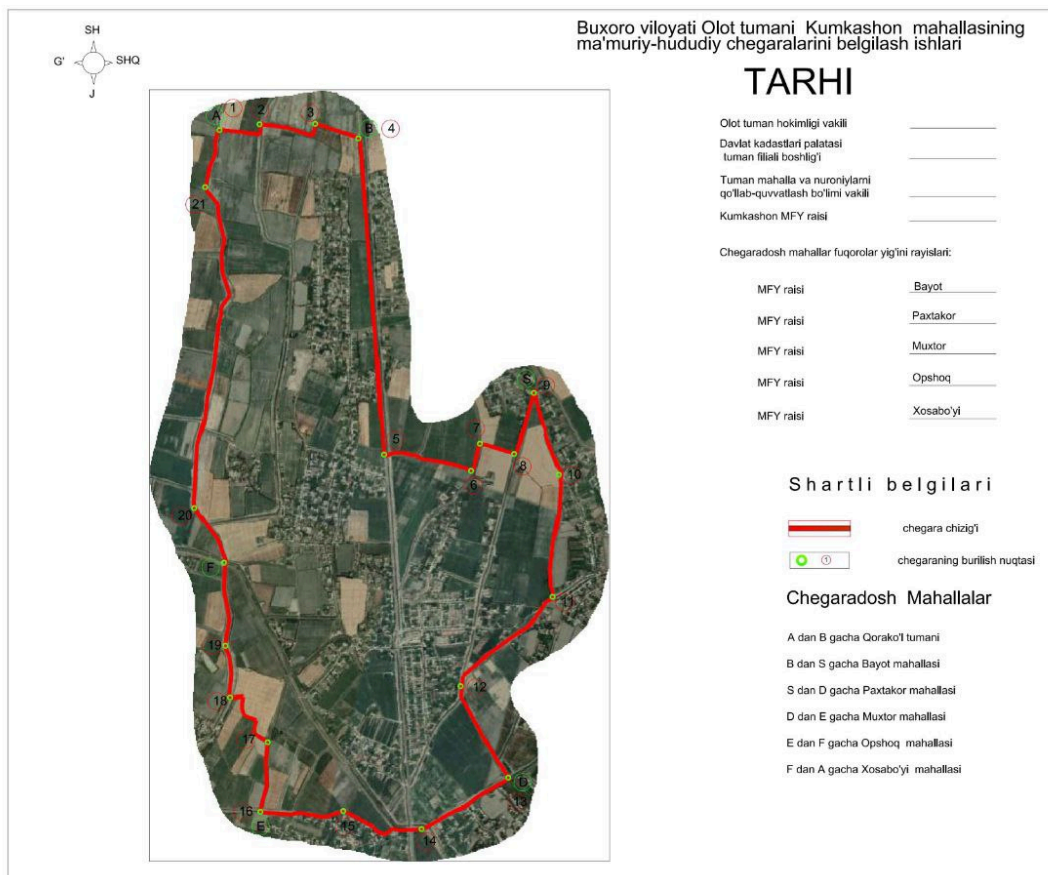 SH
G'
SHQ
J
Buxoro viloyati Olot tumani Kumkashon mahallasining
ma'muriy-hududiy chegaralarini belgilash ishlari
TARHI
Olot tuman hokimligi vakili
Davlat kadastlari palatasi
tuman filiali boshlig'i
Tuman mahalla va nuroniylarni
qo'llab-quvvatlash bo'limi vakili
Kumkashon MFY raisi
Chegaradosh mahallar fuqorolar yig'ini rayislari:
MFY raisi Bayot
MFY raisi Paxtakor
MFY raisi Muxtor
MFY raisi Opshoq
MFY raisi Xosabo'yi
Shartli belgilari
chegara chizig'i
1 chegaraning burilish nuqtasi
Chegaradosh Mahallalar
A dan B gacha Qorako'l tumani
B dan S gacha Bayot mahallasi
S dan D gacha Paxtakor mahallasi
D dan E gacha Muxtor mahallasi
E dan F gacha Opshoq mahallasi
F dan A gacha Xosabo'yi mahallasi
A 1 2 3 B 4
21
S 9
5 7
6 8 10
20
F
11
19
18 12
17
D
13
16 15
E 14